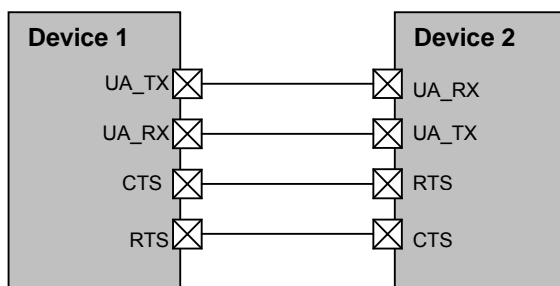 Device 1
UA_TX
UA_RX
CTS
RTS
Device 2
UA_RX
UA_TX
RTS
CTS